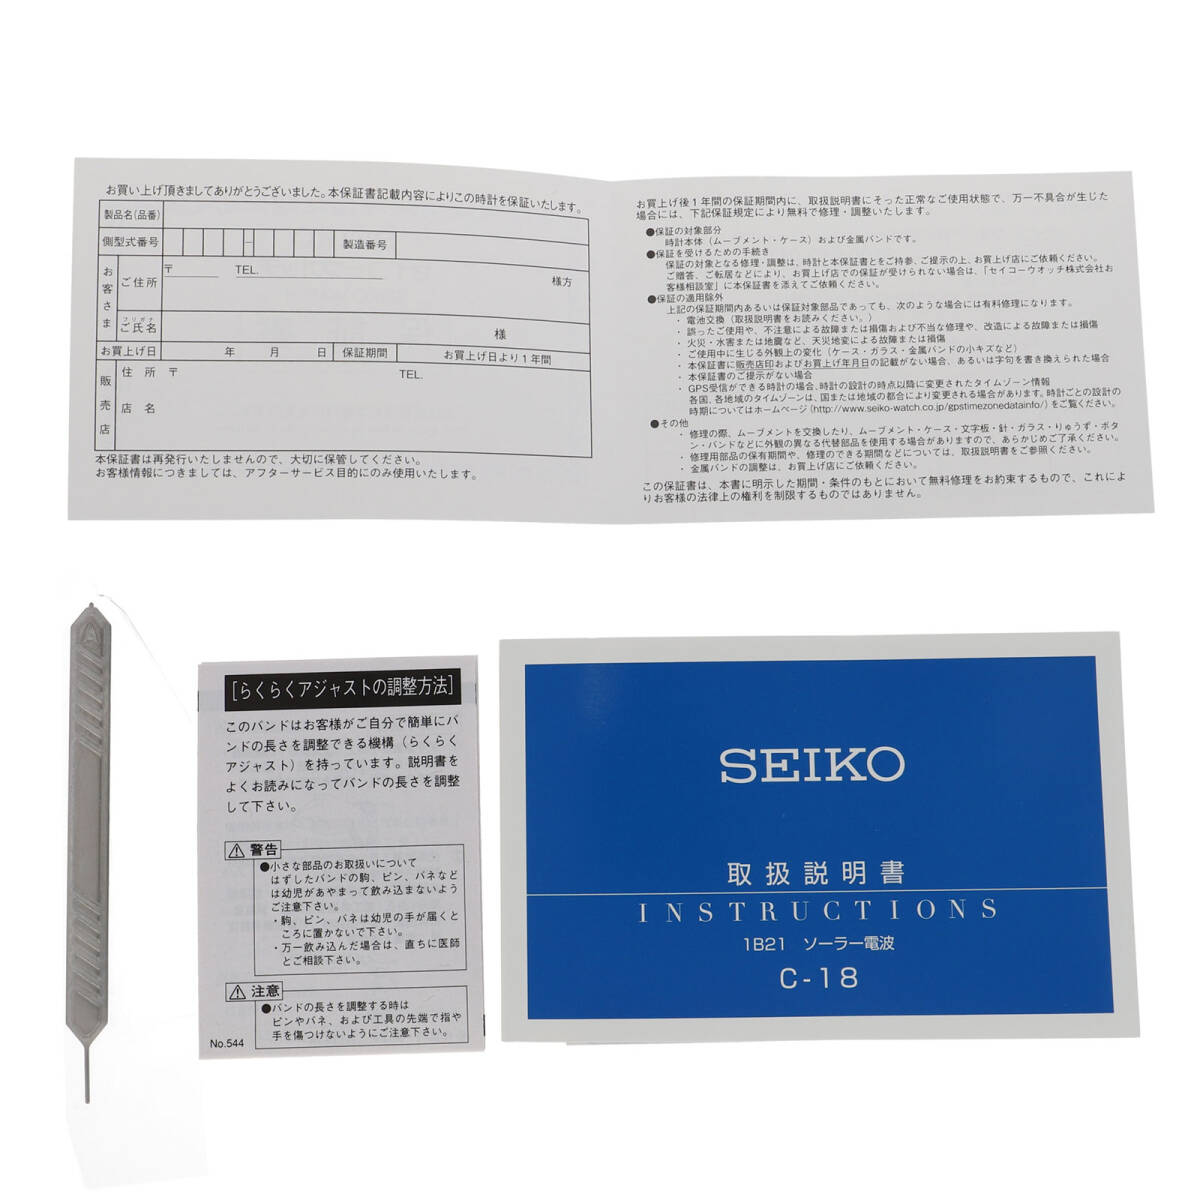 お買い上げ頂きましてありがとうございました。本保証書記載内容によりこの時計を保証いたします。
製品名(品番)
側型式番号 － 製造番号
お客さま
ご住所 〒 TEL. 様方
フリガナ
ご氏名 様
お買上げ日 年 月 日 保証期間 お買上げ日より1年間
販売店
住 所 〒 TEL.
店 名
本保証書は再発行いたしませんので、大切に保管してください。
お客様情報につきましては、アフターサービス目的にのみ使用いたします。
お買上げ後1年間の保証期間内に、取扱説明書にそった正常なご使用状態で、万一不具合が生じた
場合には、下記保証規定により無料で修理・調整いたします。
●保証の対象部分
時計本体（ムーブメント・ケース）および金属バンドです。
●保証を受けるための手続き
保証の対象となる修理・調整は、時計と本保証書とをご持参、ご提示の上、お買上げ店にご依頼ください。
ご贈答、ご転居などにより、お買上げ店での保証が受けられない場合は、「セイコーウオッチ株式会社お
客様相談室」に本保証書を添えてご依頼ください。
●保証の適用除外
上記の保証期間内あるいは保証対象部品であっても、次のような場合には有料修理になります。
・ 電池交換（取扱説明書をお読みください。）
・ 誤ったご使用や、不注意による故障または損傷および不当な修理や、改造による故障または損傷
・ 火災・水害または地震など、天災地変による故障または損傷
・ ご使用中に生じる外観上の変化（ケース・ガラス・金属バンドの小キズなど）
・ 本保証書に販売店印およびお買上げ年月日の記載がない場合、あるいは字句を書き換えられた場合
・ 本保証書のご提示がない場合
・ GPS受信ができる時計の場合、時計の設計の時点以降に変更されたタイムゾーン情報
各国、各地域のタイムゾーンは、国または地域の都合により変更される場合があります。時計ごとの設計の
時期についてはホームページ（http://www.seiko-watch.co.jp/gpstimezonedatainfo/）をご覧ください。
●その他
・ 修理の際、ムーブメントを交換したり、ムーブメント・ケース・文字板・針・ガラス・りゅうず・ボタ
ン・バンドなどに外観の異なる代替部品を使用する場合がありますので、あらかじめご了承ください。
・ 修理用部品の保有期間や、修理のできる期間などについては、取扱説明書をご参照ください。
・ 金属バンドの調整は、お買上げ店にご依頼ください。
この保証書は、本書に明示した期間・条件のもとにおいて無料修理をお約束するもので、これによ
りお客様の法律上の権利を制限するものではありません。
［らくらくアジャストの調整方法］
このバンドはお客様がご自分で簡単にバ
ンドの長さを調整できる機構（らくらく
アジャスト）を持っています。説明書を
よくお読みになってバンドの長さを調整
して下さい。
⚠ 警告
●小さな部品のお取扱いについて
はずしたバンドの駒、ピン、バネなど
は幼児があやまって飲み込まないよう
ご注意下さい。
・駒、ピン、バネは幼児の手が届くと
ころに置かないで下さい。
・万一飲み込んだ場合は、直ちに医師
とご相談下さい。
⚠ 注意
●バンドの長さを調整する時は
ピンやバネ、および工具の先端で指や
手を傷つけないようにご注意下さい。
No.544
SEIKO
取扱説明書
INSTRUCTIONS
1B21 ソーラー電波
C-18